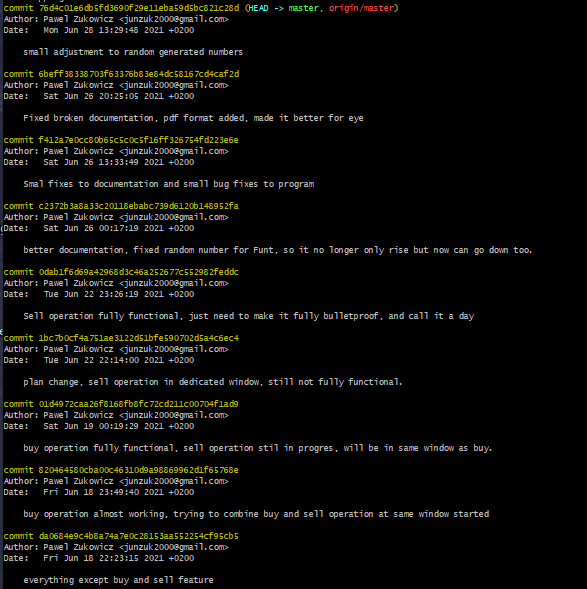 commit 76d4c01e6db5fd3690f29e11eba59d5bc821c28d (HEAD -> master, origin/master)
Author: Pawel Zukowicz <junzuk2000@gmail.com>
Date:   Mon Jun 28 13:29:48 2021 +0200
small adjustment to random generated numbers
commit 6beff38338703f63376b83e84dc58167cd4caf2d
Author: Pawel Zukowicz <junzuk2000@gmail.com>
Date:   Sat Jun 26 20:25:05 2021 +0200
Fixed broken documentation, pdf format added, made it better for eye
commit f412a7e0cc80b65c5c0c5f16ff326754fd223e6e
Author: Pawel Zukowicz <junzuk2000@gmail.com>
Date:   Sat Jun 26 13:33:49 2021 +0200
Smal fixes to documentation and small bug fixes to program
commit c2372b3a8a33c20118ebabc739d6120b148952fa
Author: Pawel Zukowicz <junzuk2000@gmail.com>
Date:   Sat Jun 26 00:17:19 2021 +0200
better documentation, fixed random number for Funt, so it no longer only rise but now can go down too.
commit 0dab1f6d69a42968d3c46a252677c552982feddc
Author: Pawel Zukowicz <junzuk2000@gmail.com>
Date:   Tue Jun 22 23:26:19 2021 +0200
Sell operation fully functional, just need to make it fully bulletproof, and call it a day
commit 1bc7b0cf4a751ae3122d51bfe590702d5a4c6ec4
Author: Pawel Zukowicz <junzuk2000@gmail.com>
Date:   Tue Jun 22 22:14:00 2021 +0200
plan change, sell operation in dedicated window, still not fully functional.
commit 01d4972caa26f8168fb8fc72cd211c00704f1ad9
Author: Pawel Zukowicz <junzuk2000@gmail.com>
Date:   Sat Jun 19 00:19:29 2021 +0200
buy operation fully functional, sell operation stil in progres, will be in same window as buy.
commit 820464580cba00c46310d9a98869962d1f65768e
Author: Pawel Zukowicz <junzuk2000@gmail.com>
Date:   Fri Jun 18 23:49:40 2021 +0200
buy operation almost working, trying to combine buy and sell operation at same window started
commit da0684e9c4b8a74a7e0c28153aa552254cf95cb5
Author: Pawel Zukowicz <junzuk2000@gmail.com>
Date:   Fri Jun 18 22:23:15 2021 +0200
everything except buy and sell feature